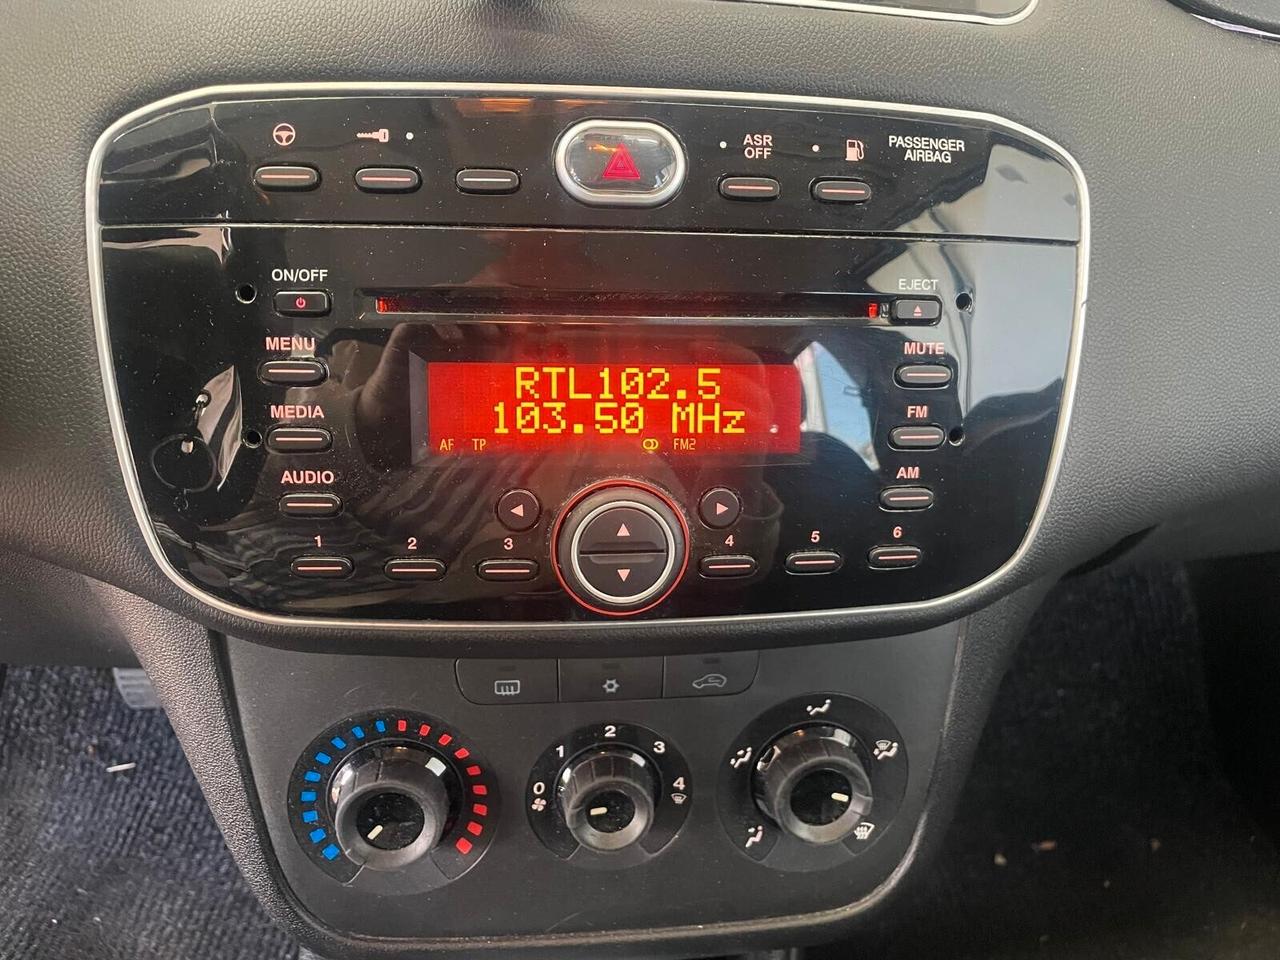 ASR
OFF
PASSENGER
AIRBAG
ON/OFF
EJECT
MENU
MUTE
RTL102.5
103.50 MHz
AF TP FM2
MEDIA
FM
AUDIO
AM
1 2 3 4 5 6
0 1 2 3 4